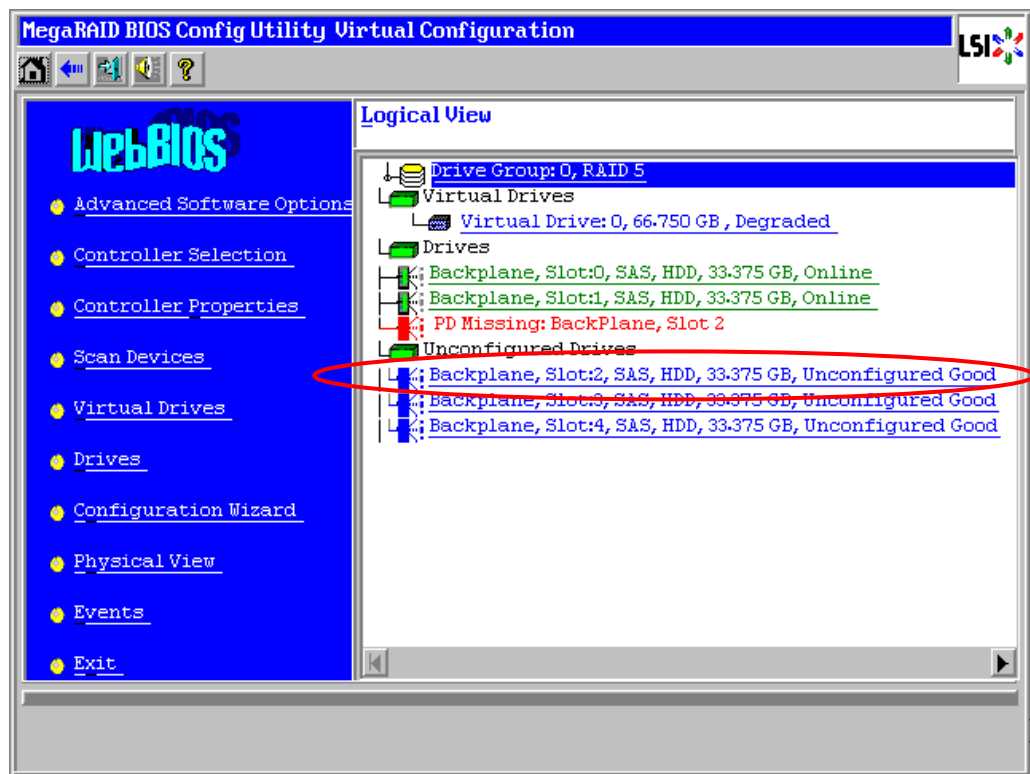 MegaRAID BIOS Config Utility Virtual Configuration
LSI
WebBIOS
Advanced Software Options
Controller Selection
Controller Properties
Scan Devices
Virtual Drives
Drives
Configuration Wizard
Physical View
Events
Exit
Logical View
Drive Group: 0, RAID 5
Virtual Drives
Virtual Drive: 0, 66.750 GB, Degraded
Drives
Backplane, Slot:0, SAS, HDD, 33.375 GB, Online
Backplane, Slot:1, SAS, HDD, 33.375 GB, Online
PD Missing: BackPlane, Slot 2
Unconfigured Drives
Backplane, Slot:2, SAS, HDD, 33.375 GB, Unconfigured Good
Backplane, Slot:3, SAS, HDD, 33.375 GB, Unconfigured Good
Backplane, Slot:4, SAS, HDD, 33.375 GB, Unconfigured Good